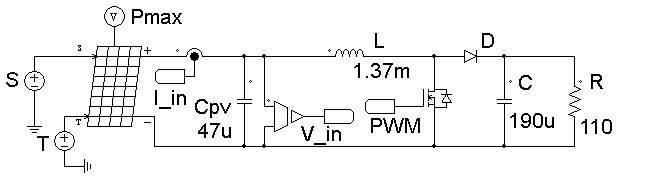 V Pmax
S
S
+
I_in
T
T
-
Cpv
47u
V_in
L
1.37m
PWM
D
C
190u
R
110